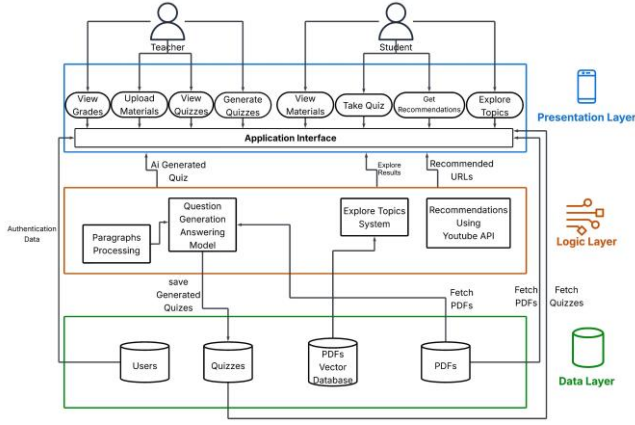 Teacher
Student
View
Grades
Upload
Materials
View
Quizzes
Generate
Quizzes
View
Materials
Take Quiz
Get
Recommendations
Explore
Topics
Presentation Layer
Application Interface
Ai Generated
Quiz
Explore
Results
Recommended
URLs
Authentication
Data
Paragraphs
Processing
Question
Generation
Answering
Model
Explore Topics
System
Recommendations
Using
Youtube API
Logic Layer
save
Generated
Quizes
Fetch
PDFs
Fetch
PDFs
Fetch
Quizzes
Users
Quizzes
PDFs
Vector
Database
PDFs
Data Layer